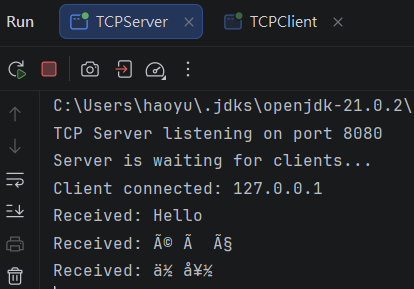 Run TCPServer TCPClient
C:\Users\haoyu\.jdks\openjdk-21.0.2\
TCP Server listening on port 8080
Server is waiting for clients...
Client connected: 127.0.0.1
Received: Hello
Received: Ã© Ã  Ã§
Received: ä½ å¥½